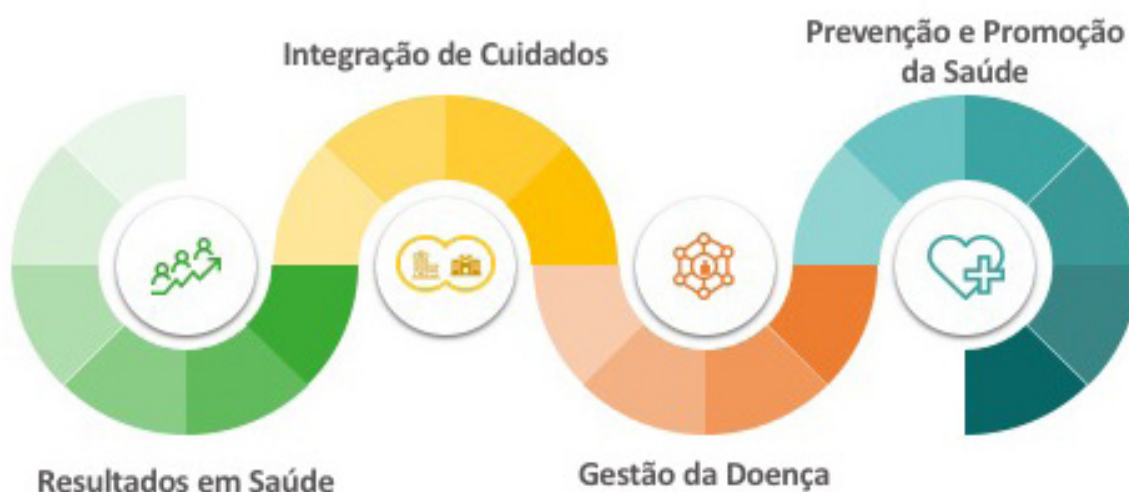 Integração de Cuidados
Prevenção e Promoção
da Saúde
Resultados em Saúde
Gestão da Doença